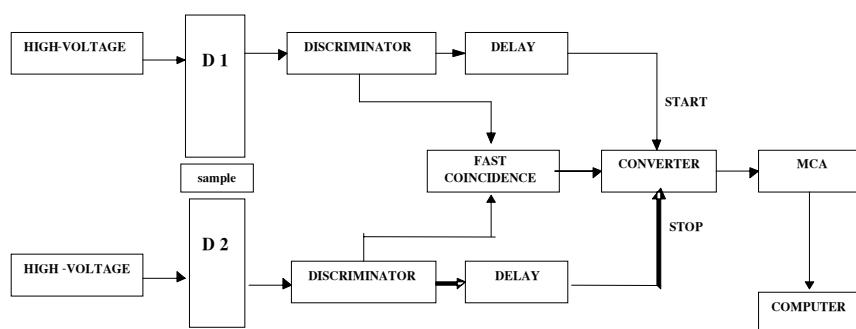 HIGH-VOLTAGE
D 1
DISCRIMINATOR
DELAY
START
FAST
COINCIDENCE
CONVERTER
MCA
sample
STOP
D 2
HIGH -VOLTAGE
DISCRIMINATOR
DELAY
COMPUTER